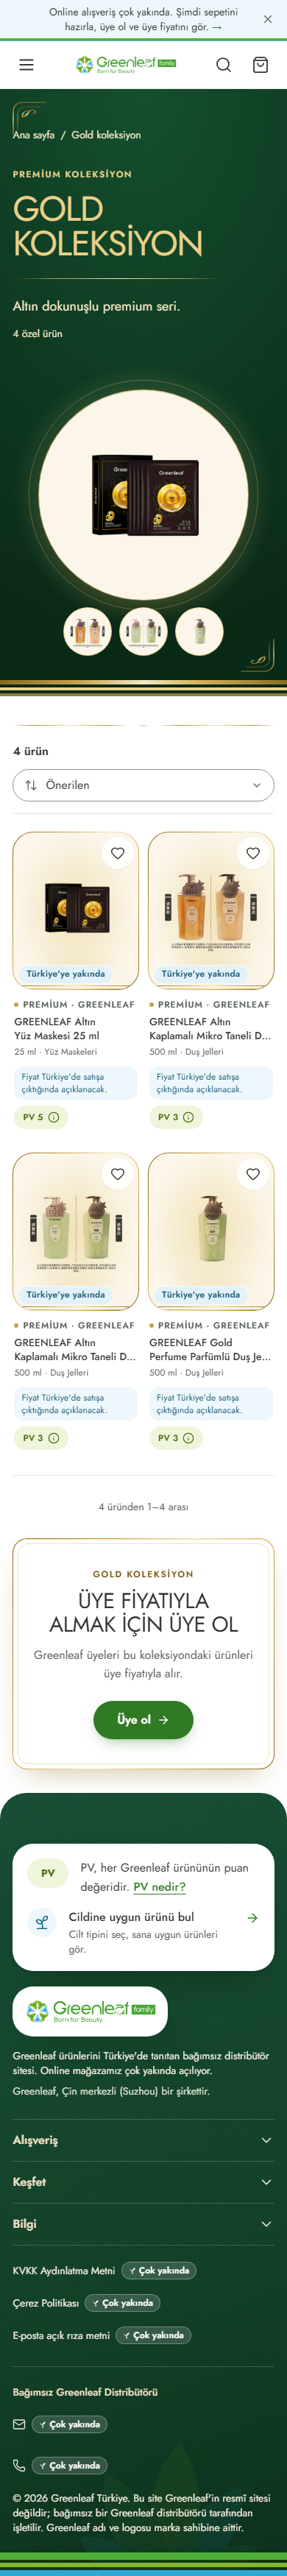 Online alışveriş çok yakında. Şimdi sepetini
hazırla, üye ol ve üye fiyatını gör. →
Greenleaf family
Born for Beauty
Ana sayfa / Gold koleksiyon
PREMİUM KOLEKSİYON
GOLD
KOLEKSİYON
Altın dokunuşlu premium seri.
4 özel ürün
Greenleaf
4 ürün
Önerilen
Türkiye'ye yakında
Türkiye'ye yakında
PREMİUM · GREENLEAF
GREENLEAF Altın
Yüz Maskesi 25 ml
25 ml · Yüz Maskeleri
Fiyat Türkiye'de satışa
çıktığında açıklanacak.
PV 5
PREMİUM · GREENLEAF
GREENLEAF Altın
Kaplamalı Mikro Taneli D...
500 ml · Duş Jelleri
Fiyat Türkiye'de satışa
çıktığında açıklanacak.
PV 3
Türkiye'ye yakında
Türkiye'ye yakında
PREMİUM · GREENLEAF
GREENLEAF Altın
Kaplamalı Mikro Taneli D...
500 ml · Duş Jelleri
Fiyat Türkiye'de satışa
çıktığında açıklanacak.
PV 3
PREMİUM · GREENLEAF
GREENLEAF Gold
Perfume Parfümlü Duş Je...
500 ml · Duş Jelleri
Fiyat Türkiye'de satışa
çıktığında açıklanacak.
PV 3
4 üründen 1–4 arası
GOLD KOLEKSİYON
ÜYE FİYATIYLA
ALMAK İÇİN ÜYE OL
Greenleaf üyeleri bu koleksiyondaki ürünleri
üye fiyatıyla alır.
Üye ol →
PV
PV, her Greenleaf ürününün puan
değeridir. PV nedir?
Cildine uygun ürünü bul
Cilt tipini seç, sana uygun ürünleri
gör.
Greenleaf family
Born for Beauty
Greenleaf ürünlerini Türkiye'de tanıtan bağımsız distribütör
sitesi. Online mağazamız çok yakında açılıyor.
Greenleaf, Çin merkezli (Suzhou) bir şirkettir.
Alışveriş
Keşfet
Bilgi
KVKK Aydınlatma Metni Çok yakında
Çerez Politikası Çok yakında
E-posta açık rıza metni Çok yakında
Bağımsız Greenleaf Distribütörü
Çok yakında
Çok yakında
© 2026 Greenleaf Türkiye. Bu site Greenleaf'in resmî sitesi
değildir; bağımsız bir Greenleaf distribütörü tarafından
işletilir. Greenleaf adı ve logosu marka sahibine aittir.